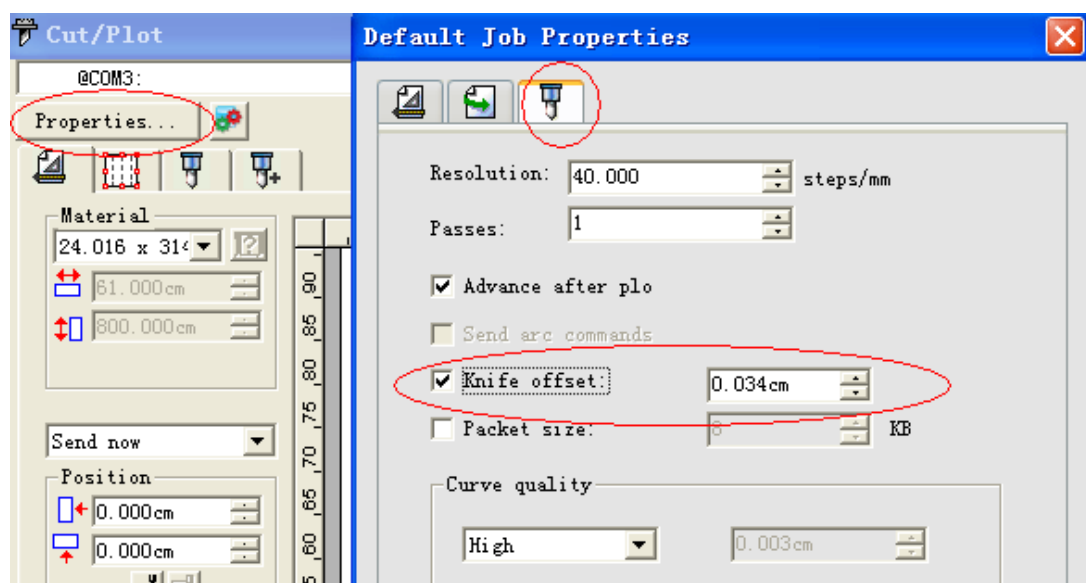 Cut/Plot
@COM3:
Properties...
Material
24.016 x 314
61.000cm
800.000cm
Send now
Position
0.000cm
0.000cm
90
85
80
75
70
65
60
Default Job Properties
Resolution: 40.000 steps/mm
Passes: 1
Advance after plo
Send arc commands
Knife offset: 0.034cm
Packet size: 8 KB
Curve quality
High 0.003cm